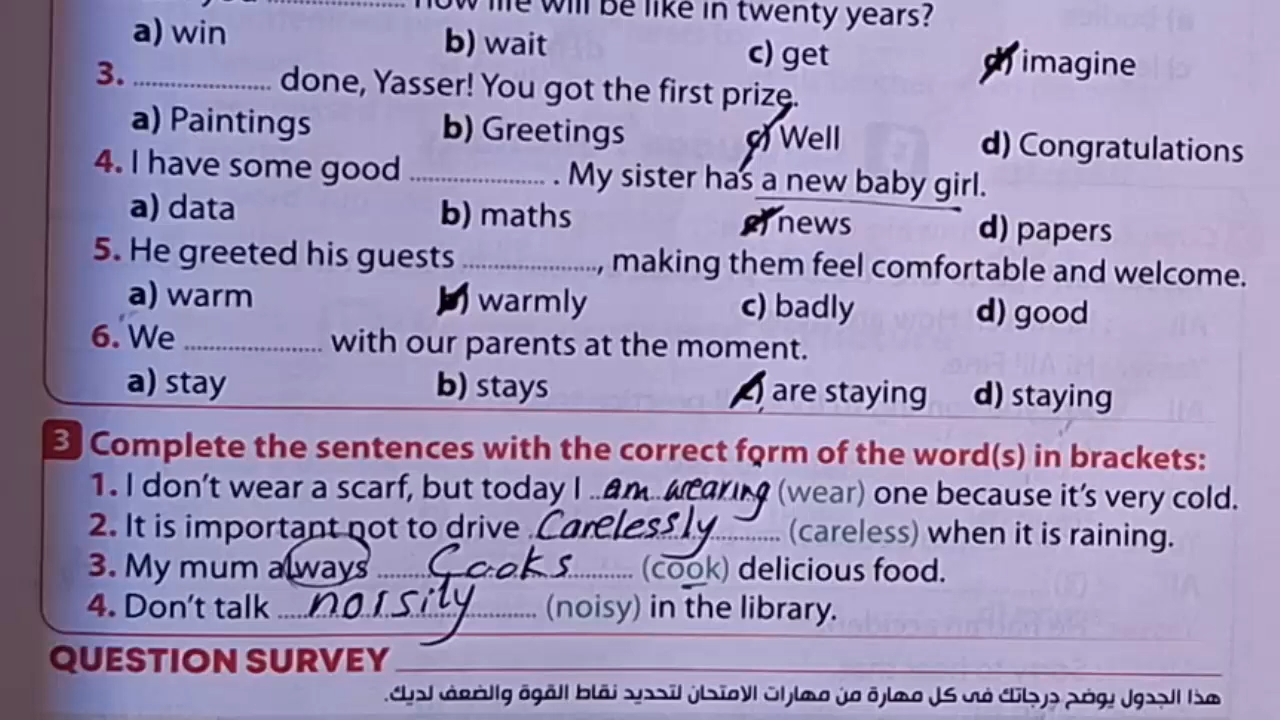 how life will be like in twenty years?
a) win b) wait c) get d) imagine
3. .................... done, Yasser! You got the first prize.
a) Paintings b) Greetings c) Well d) Congratulations
4. I have some good .................... . My sister has a new baby girl.
a) data b) maths c) news d) papers
5. He greeted his guests ...................., making them feel comfortable and welcome.
a) warm b) warmly c) badly d) good
6. We .................... with our parents at the moment.
a) stay b) stays c) are staying d) staying
3 Complete the sentences with the correct form of the word(s) in brackets:
1. I don't wear a scarf, but today I am wearing (wear) one because it's very cold.
2. It is important not to drive Carelessly (careless) when it is raining.
3. My mum always Cooks (cook) delicious food.
4. Don't talk noisily (noisy) in the library.
QUESTION SURVEY
هذا الجدول يوضح درجاتك فى كل مهارة من مهارات الامتحان لتحديد نقاط القوة والضعف لديك.